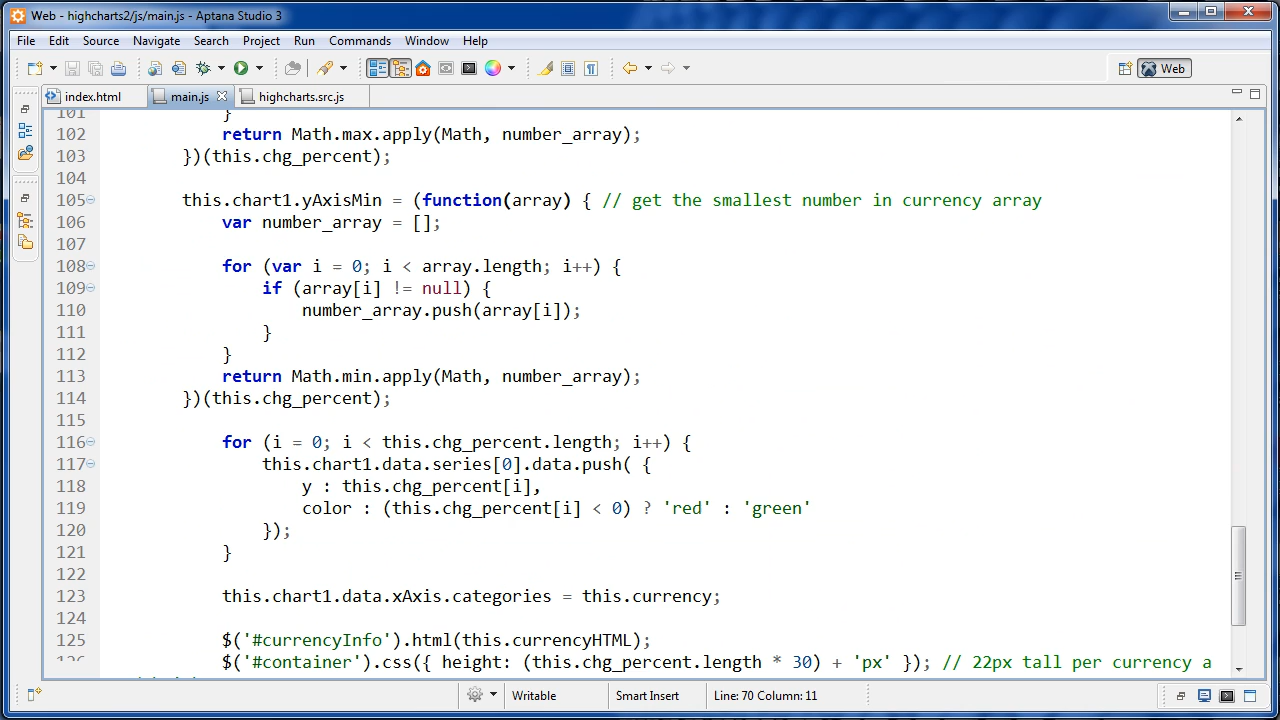 Web - highcharts2/js/main.js - Aptana Studio 3
File Edit Source Navigate Search Project Run Commands Window Help
Web
index.html main.js highcharts.src.js
101 }
102 return Math.max.apply(Math, number_array);
103 })(this.chg_percent);
104
105 this.chart1.yAxisMin = (function(array) { // get the smallest number in currency array
106 var number_array = [];
107
108 for (var i = 0; i < array.length; i++) {
109 if (array[i] != null) {
110 number_array.push(array[i]);
111 }
112 }
113 return Math.min.apply(Math, number_array);
114 })(this.chg_percent);
115
116 for (i = 0; i < this.chg_percent.length; i++) {
117 this.chart1.data.series[0].data.push( {
118 y : this.chg_percent[i],
119 color : (this.chg_percent[i] < 0) ? 'red' : 'green'
120 });
121 }
122
123 this.chart1.data.xAxis.categories = this.currency;
124
125 $('#currencyInfo').html(this.currencyHTML);
126 $('#container').css({ height: (this.chg_percent.length * 30) + 'px' }); // 22px tall per currency a
Writable Smart Insert Line: 70 Column: 11